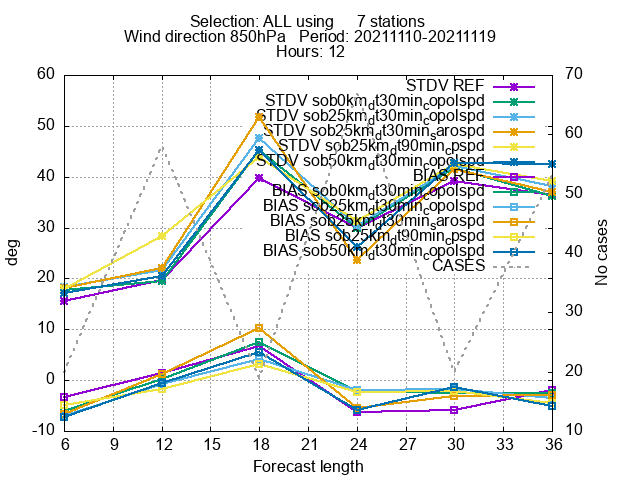 Selection: ALL using     7 stations
Wind direction 850hPa   Period: 20211110-20211119
Hours: 12
60
50
40
30
20
10
0
-10
deg
70
60
50
40
30
20
10
No cases
STDV REF
STDV sob0km_dt30min_copolspd
STDV sob25km_dt30min_copolspd
STDV sob25km_dt30min_sarospd
STDV sob25km_dt90min_cpspd
STDV sob50km_dt30min_copolspd
BIAS REF
BIAS sob0km_dt30min_copolspd
BIAS sob25km_dt30min_copolspd
BIAS sob25km_dt30min_sarospd
BIAS sob25km_dt90min_cpspd
BIAS sob50km_dt30min_copolspd
CASES
6 9 12 15 18 21 24 27 30 33 36
Forecast length